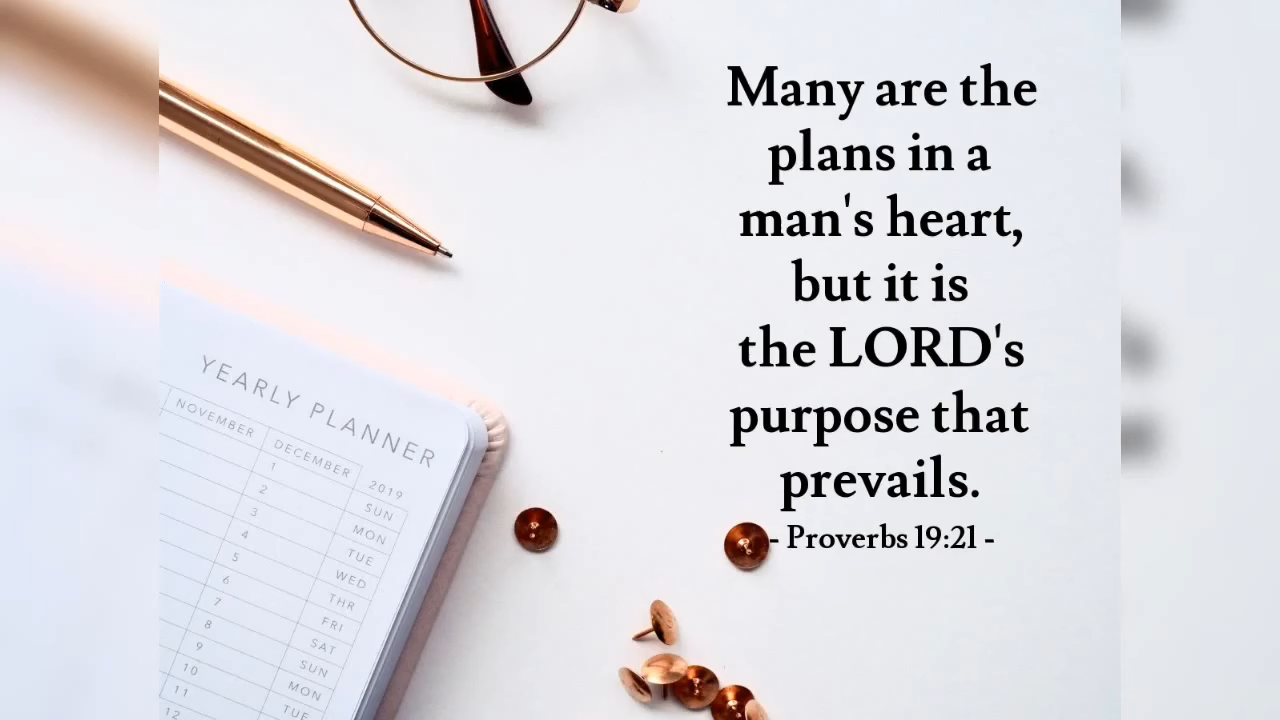 Many are the
plans in a
man's heart,
but it is
the LORD's
purpose that
prevails.
- Proverbs 19:21 -
YEARLY PLANNER
NOVEMBER DECEMBER 2019
1 SUN
2 MON
3 TUE
4 WED
5 THR
6 FRI
7 SAT
8 SUN
9 MON
10 TUE
11
12